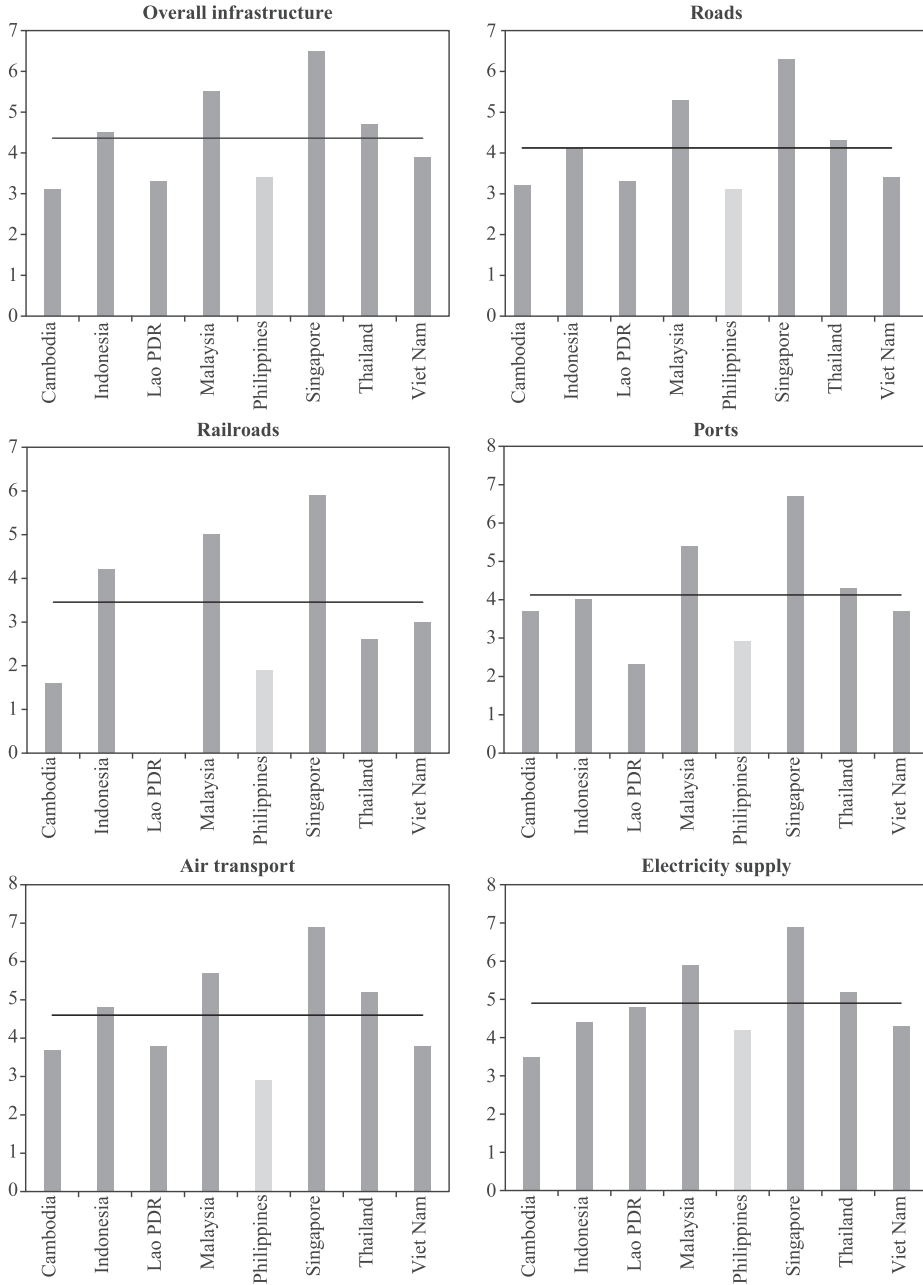 Overall infrastructure
7
6
5
4
3
2
1
0
Cambodia
Indonesia
Lao PDR
Malaysia
Philippines
Singapore
Thailand
Viet Nam
Roads
7
6
5
4
3
2
1
0
Cambodia
Indonesia
Lao PDR
Malaysia
Philippines
Singapore
Thailand
Viet Nam
Railroads
7
6
5
4
3
2
1
0
Cambodia
Indonesia
Lao PDR
Malaysia
Philippines
Singapore
Thailand
Viet Nam
Ports
8
7
6
5
4
3
2
1
0
Cambodia
Indonesia
Lao PDR
Malaysia
Philippines
Singapore
Thailand
Viet Nam
Air transport
8
7
6
5
4
3
2
1
0
Cambodia
Indonesia
Lao PDR
Malaysia
Philippines
Singapore
Thailand
Viet Nam
Electricity supply
8
7
6
5
4
3
2
1
0
Cambodia
Indonesia
Lao PDR
Malaysia
Philippines
Singapore
Thailand
Viet Nam